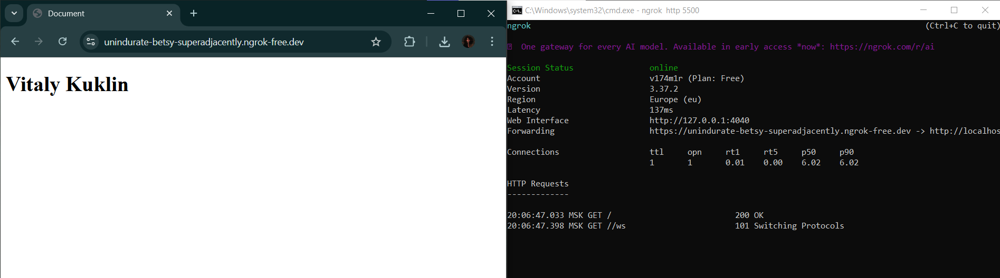 Document
unindurate-betsy-superadjacently.ngrok-free.dev
Vitaly Kuklin
C:\Windows\system32\cmd.exe - ngrok  http 5500
ngrok (Ctrl+C to quit)
One gateway for every AI model. Available in early access *now*: https://ngrok.com/r/ai
Session Status online
Account v174m1r (Plan: Free)
Version 3.37.2
Region Europe (eu)
Latency 137ms
Web Interface http://127.0.0.1:4040
Forwarding https://unindurate-betsy-superadjacently.ngrok-free.dev -> http://localhos
Connections ttl opn rt1 rt5 p50 p90
1 1 0.01 0.00 6.02 6.02
HTTP Requests
-------------
20:06:47.033 MSK GET / 200 OK
20:06:47.398 MSK GET //ws 101 Switching Protocols